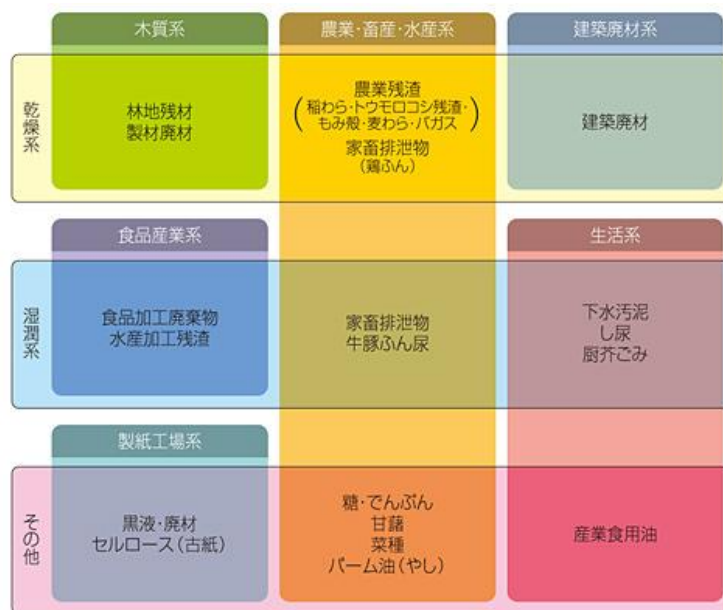 木質系
農業・畜産・水産系
建築廃材系
乾燥系
林地残材
製材廃材
農業残渣
(稲わら・トウモロコシ残渣・
もみ殻・麦わら・バガス)
家畜排泄物
(鶏ふん)
建築廃材
食品産業系
生活系
湿潤系
食品加工廃棄物
水産加工残渣
家畜排泄物
牛豚ふん尿
下水汚泥
し尿
厨芥ごみ
製紙工場系
その他
黒液・廃材
セルロース(古紙)
糖・でんぷん
甘藷
菜種
パーム油(やし)
産業食用油